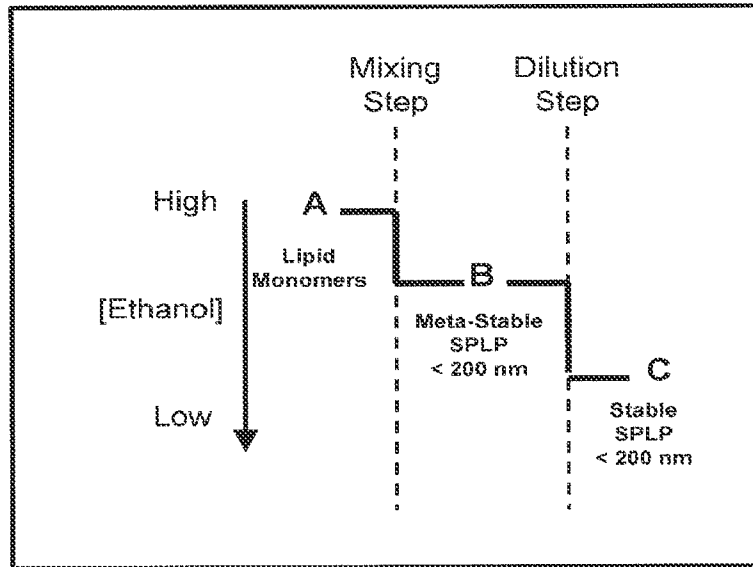 Mixing
Step
Dilution
Step
High
A
Lipid
Monomers
[Ethanol]
B
Meta-Stable
SPLP
< 200 nm
Low
C
Stable
SPLP
< 200 nm